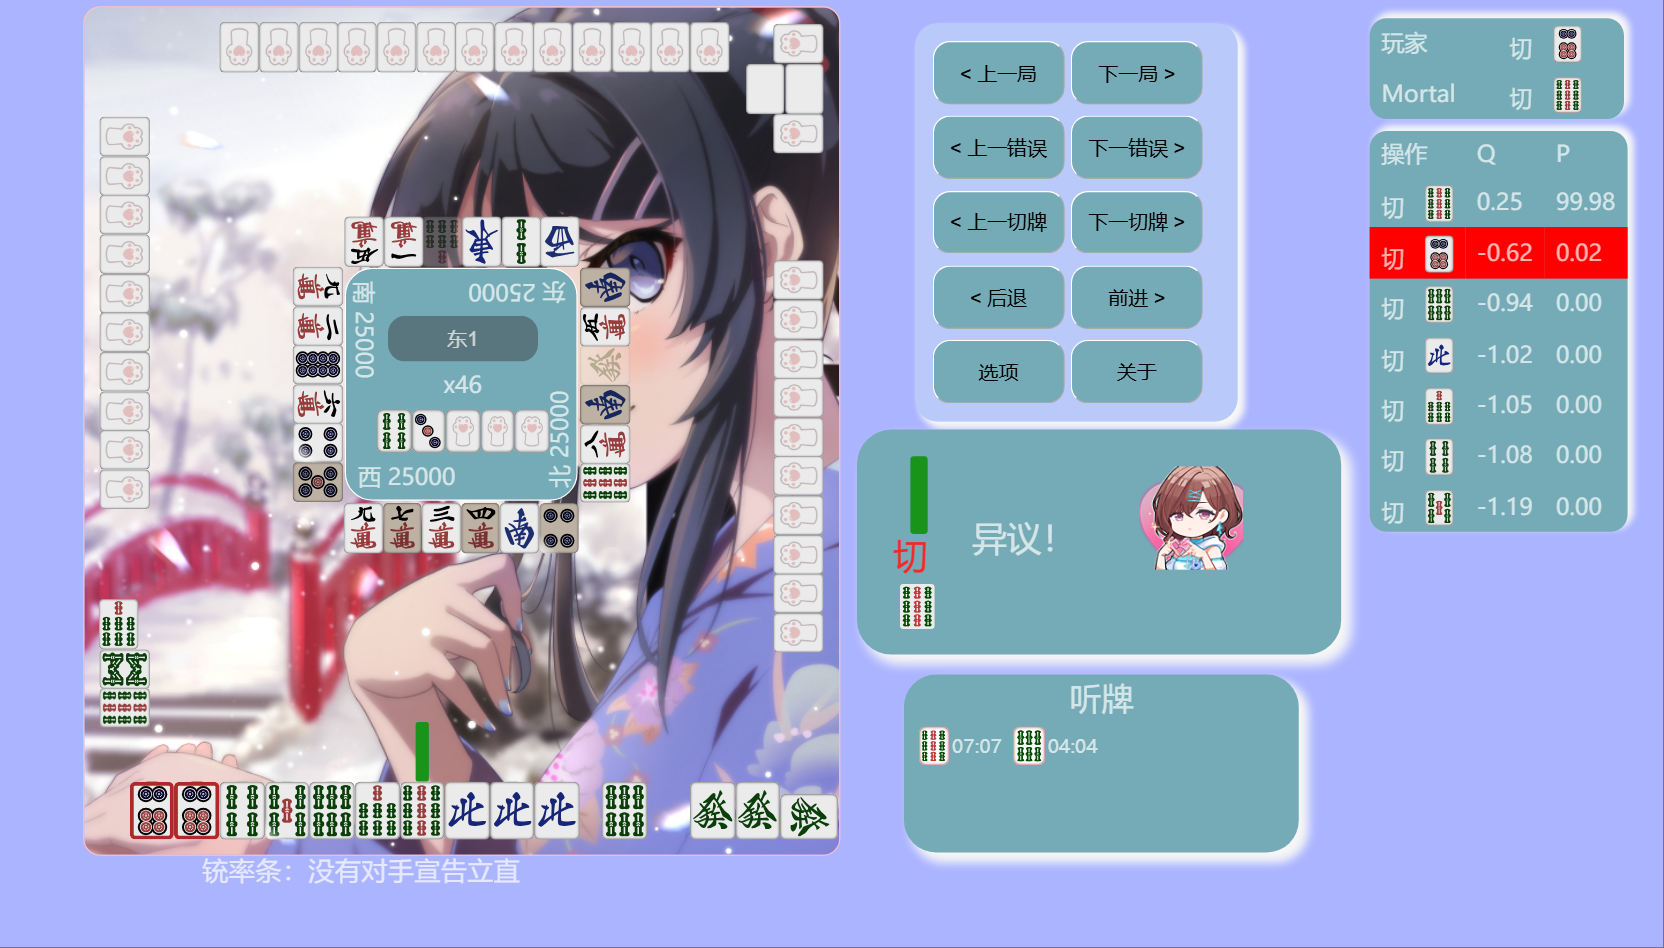 东 25000
南 25000
东1
x46
北 25000
西 25000
铳率条：没有对手宣告立直
< 上一局
下一局 >
< 上一错误
下一错误 >
< 上一切牌
下一切牌 >
< 后退
前进 >
选项
关于
切
异议！
听牌
07:07
04:04
玩家 切
Mortal 切
操作 Q P
切 0.25 99.98
切 -0.62 0.02
切 -0.94 0.00
切 -1.02 0.00
切 -1.05 0.00
切 -1.08 0.00
切 -1.19 0.00